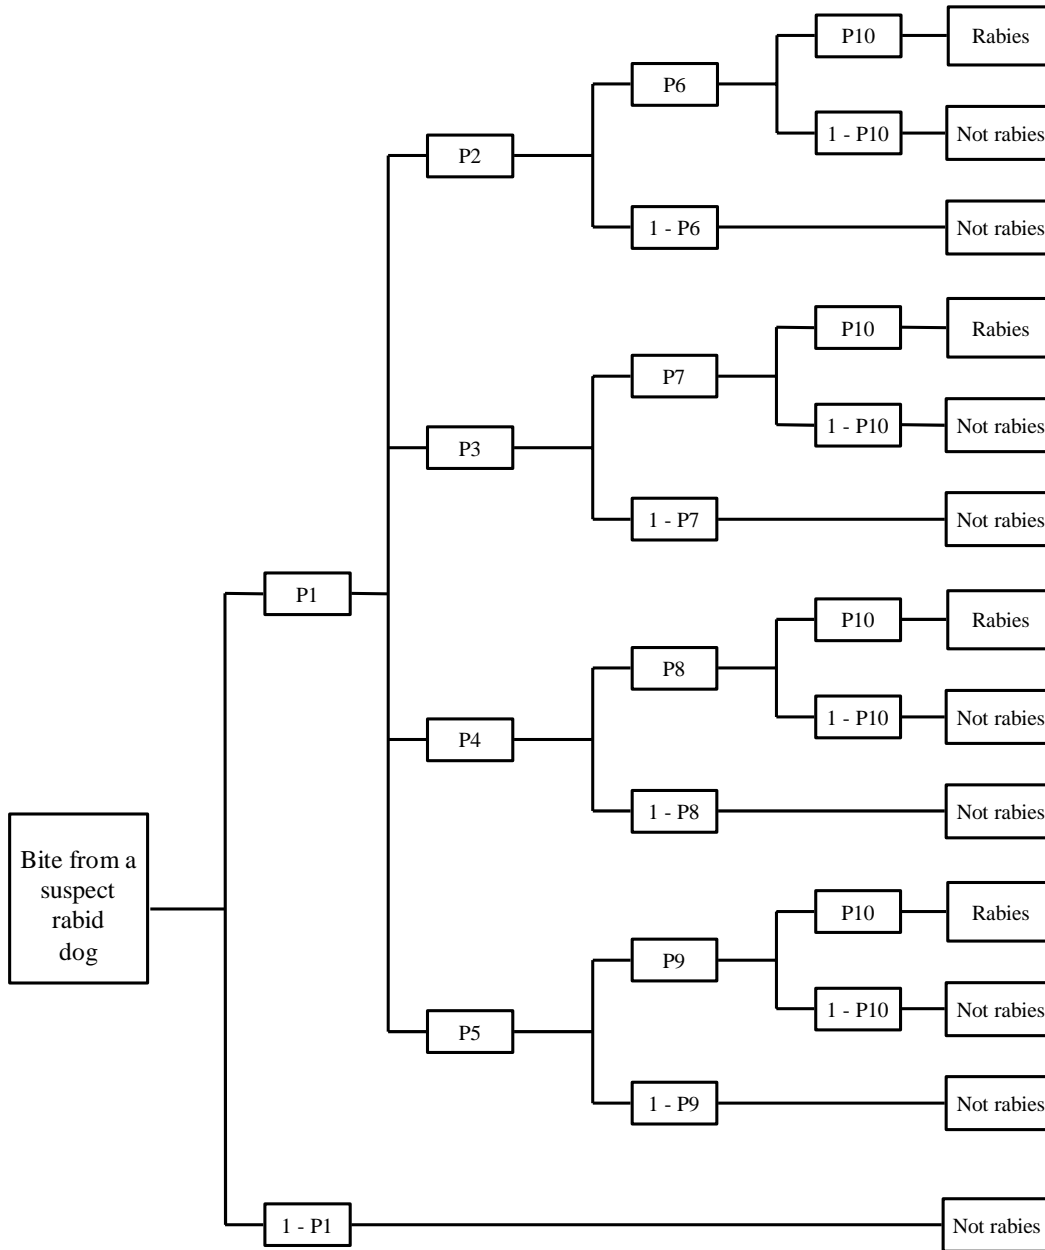 P10
Rabies
P6
1 - P10
Not rabies
P2
1 - P6
Not rabies
P10
Rabies
P7
1 - P10
Not rabies
P3
1 - P7
Not rabies
P1
P10
Rabies
P8
1 - P10
Not rabies
P4
1 - P8
Not rabies
Bite from a
suspect
rabid
dog
P10
Rabies
P9
1 - P10
Not rabies
P5
1 - P9
Not rabies
1 - P1
Not rabies